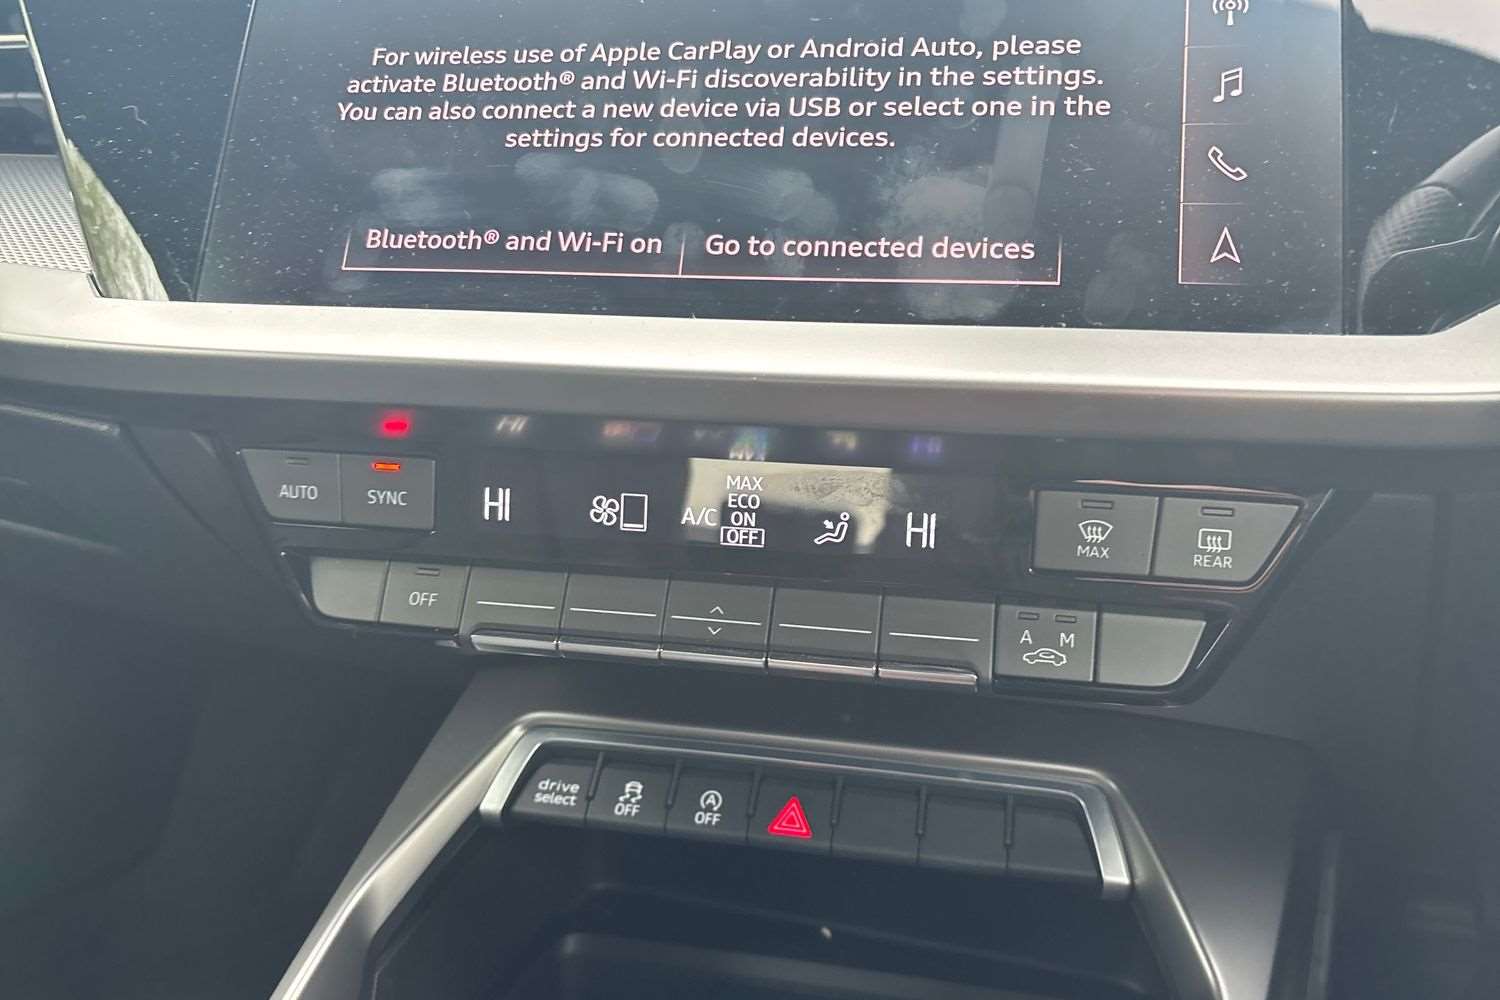 For wireless use of Apple CarPlay or Android Auto, please
activate Bluetooth® and Wi-Fi discoverability in the settings.
You can also connect a new device via USB or select one in the
settings for connected devices.
Bluetooth® and Wi-Fi on
Go to connected devices
AUTO
SYNC
HI
A/C
MAX
ECO
ON
OFF
HI
MAX
REAR
OFF
A M
drive
select
OFF
A
OFF